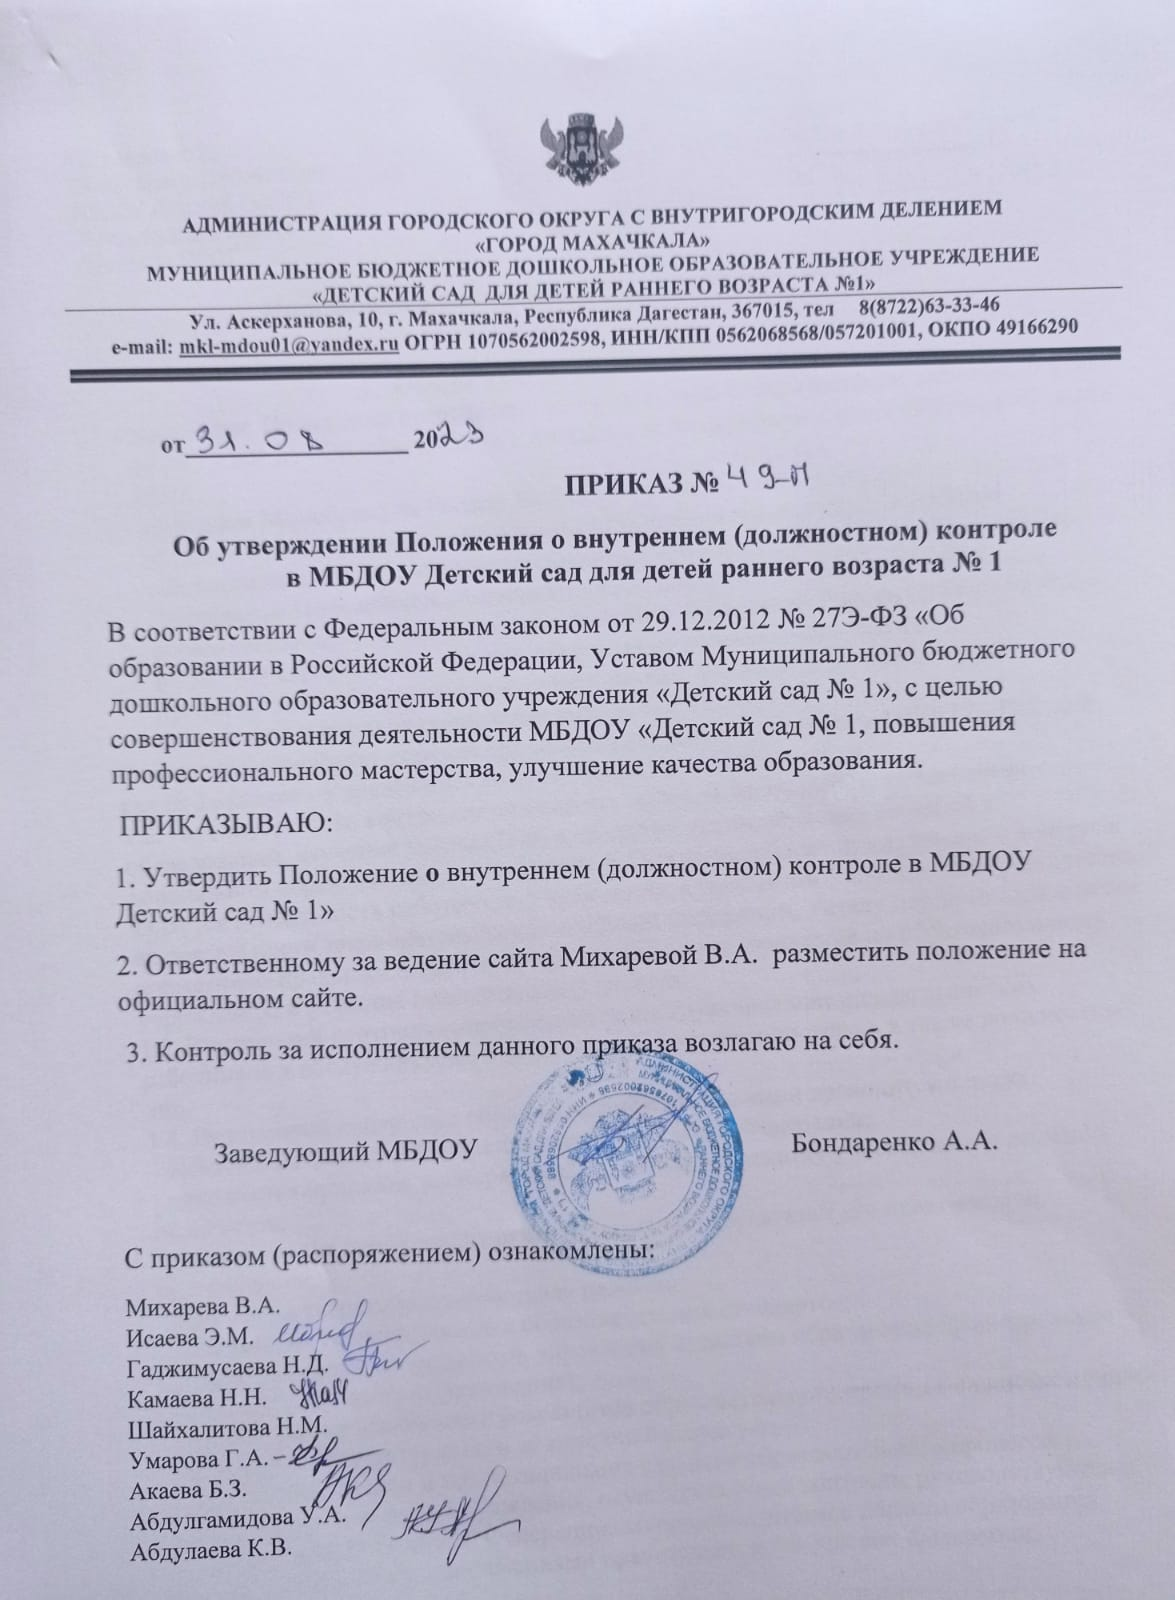 АДМИНИСТРАЦИЯ ГОРОДСКОГО ОКРУГА С ВНУТРИГОРОДСКИМ ДЕЛЕНИЕМ
«ГОРОД МАХАЧКАЛА»
МУНИЦИПАЛЬНОЕ БЮДЖЕТНОЕ ДОШКОЛЬНОЕ ОБРАЗОВАТЕЛЬНОЕ УЧРЕЖДЕНИЕ
«ДЕТСКИЙ САД ДЛЯ ДЕТЕЙ РАННЕГО ВОЗРАСТА №1»
Ул. Аскерханова, 10, г. Махачкала, Республика Дагестан, 367015, тел 8(8722)63-33-46
e-mail: mkl-mdou01@yandex.ru ОГРН 1070562002598, ИНН/КПП 0562068568/057201001, ОКПО 49166290
от 31.08 2023
ПРИКАЗ № 49-П
Об утверждении Положения о внутреннем (должностном) контроле
в МБДОУ Детский сад для детей раннего возраста № 1
В соответствии с Федеральным законом от 29.12.2012 № 27Э-ФЗ «Об
образовании в Российской Федерации, Уставом Муниципального бюджетного
дошкольного образовательного учреждения «Детский сад № 1», с целью
совершенствования деятельности МБДОУ «Детский сад № 1, повышения
профессионального мастерства, улучшение качества образования.
ПРИКАЗЫВАЮ:
1. Утвердить Положение о внутреннем (должностном) контроле в МБДОУ
Детский сад № 1»
2. Ответственному за ведение сайта Михаревой В.А. разместить положение на
официальном сайте.
3. Контроль за исполнением данного приказа возлагаю на себя.
Заведующий МБДОУ Бондаренко А.А.
С приказом (распоряжением) ознакомлены:
Михарева В.А.
Исаева Э.М.
Гаджимусаева Н.Д.
Камаева Н.Н.
Шайхалитова Н.М.
Умарова Г.А. –
Акаева Б.З.
Абдулгамидова У.А.
Абдулаева К.В.